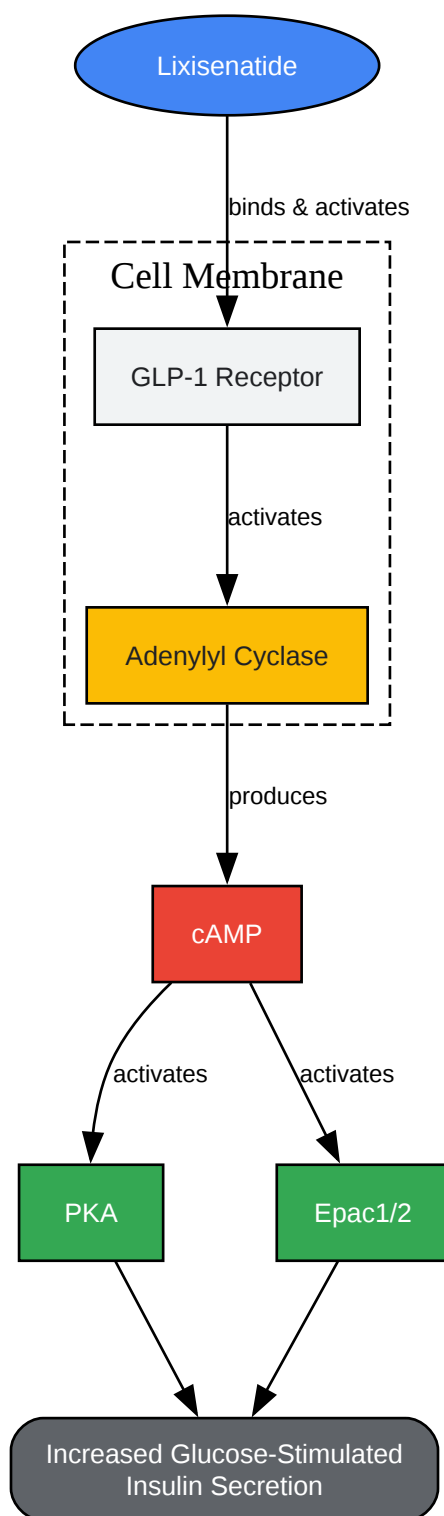 Lixisenatide
binds & activates
Cell Membrane
GLP-1 Receptor
activates
Adenylyl Cyclase
produces
cAMP
activates
activates
PKA
Epac1/2
Increased Glucose-Stimulated
Insulin Secretion